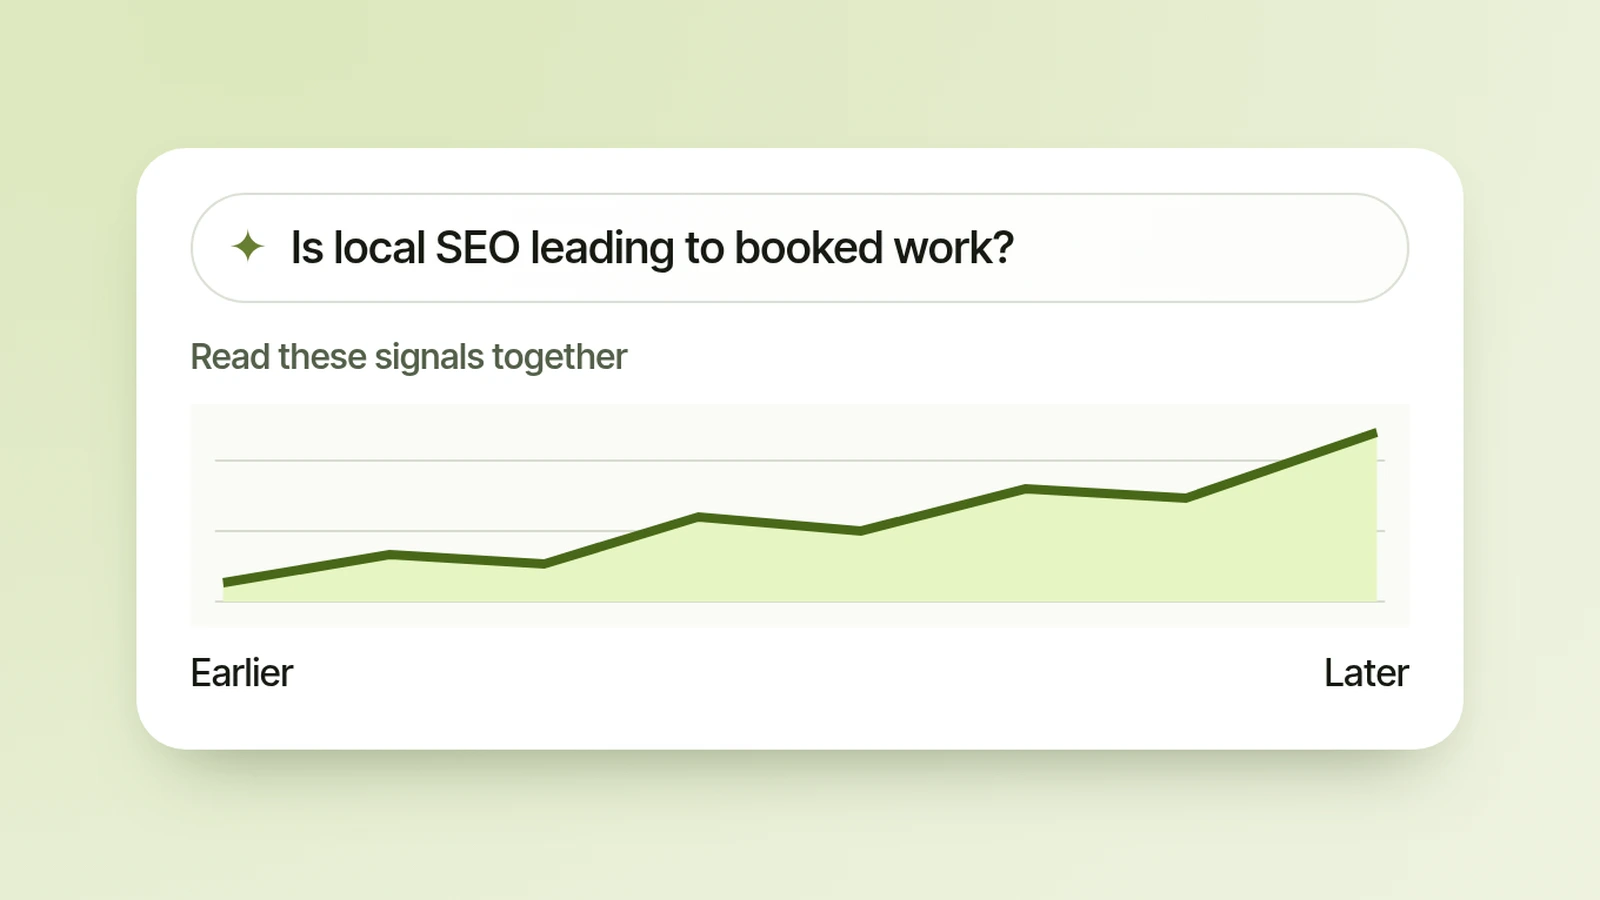 Is local SEO leading to booked work?
Read these signals together
Earlier
Later